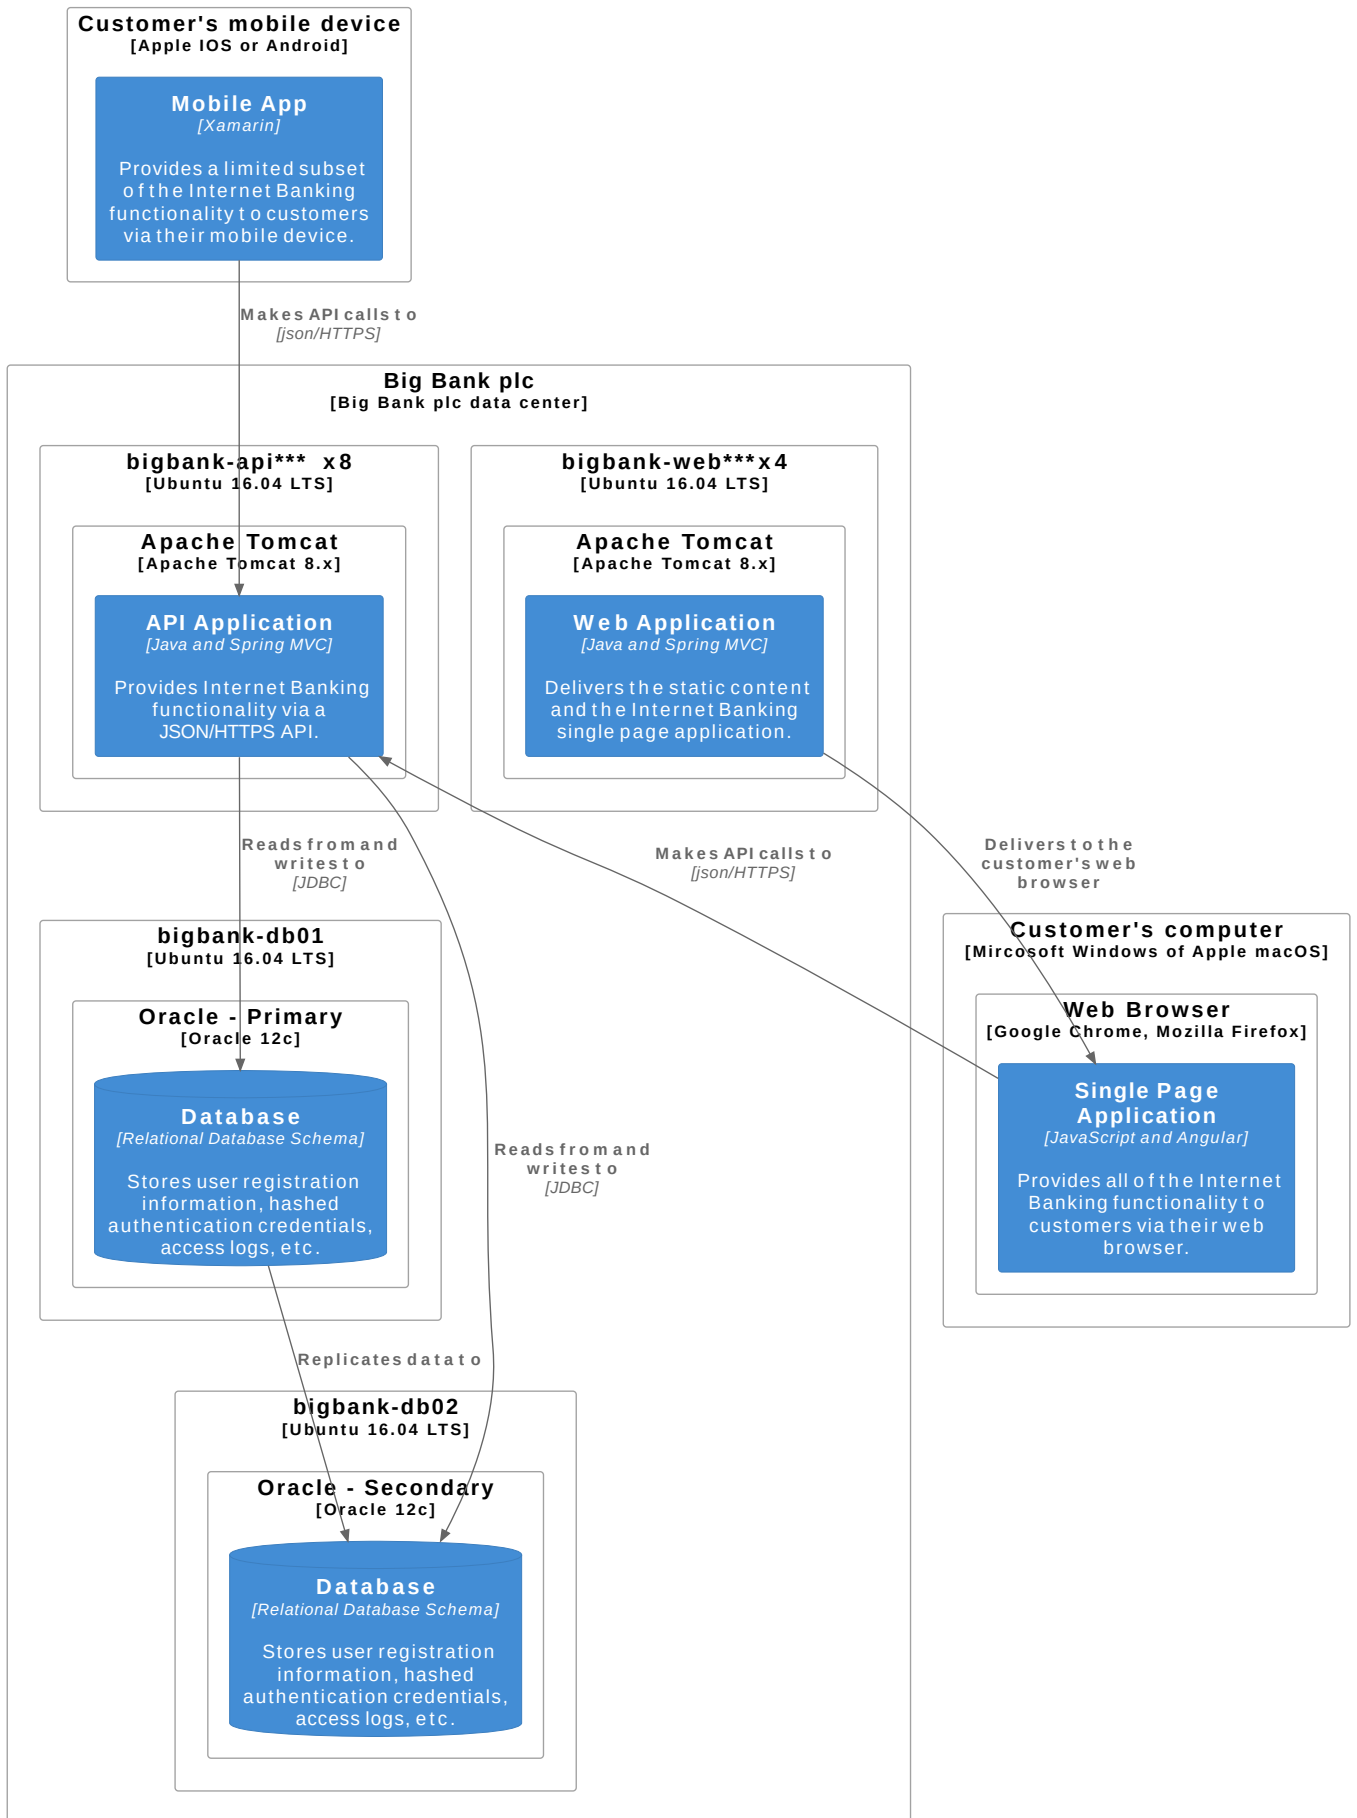 Customer's mobile device
[Apple IOS or Android]
Mobile App
[Xamarin]
Provides a limited subset
of the Internet Banking
functionality to customers
via their mobile device.
Makes API calls to
[json/HTTPS]
Big Bank plc
[Big Bank plc data center]
bigbank-api*** x8
[Ubuntu 16.04 LTS]
Apache Tomcat
[Apache Tomcat 8.x]
API Application
[Java and Spring MVC]
Provides Internet Banking
functionality via a
JSON/HTTPS API.
bigbank-web***x4
[Ubuntu 16.04 LTS]
Apache Tomcat
[Apache Tomcat 8.x]
Web Application
[Java and Spring MVC]
Delivers the static content
and the Internet Banking
single page application.
Reads from and
writes to
[JDBC]
Makes API calls to
[json/HTTPS]
Delivers to the
customer's web
browser
bigbank-db01
[Ubuntu 16.04 LTS]
Oracle - Primary
[Oracle 12c]
Database
[Relational Database Schema]
Stores user registration
information, hashed
authentication credentials,
access logs, etc.
Reads from and
writes to
[JDBC]
Customer's computer
[Mircosoft Windows of Apple macOS]
Web Browser
[Google Chrome, Mozilla Firefox]
Single Page
Application
[JavaScript and Angular]
Provides all of the Internet
Banking functionality to
customers via their web
browser.
Replicates data to
bigbank-db02
[Ubuntu 16.04 LTS]
Oracle - Secondary
[Oracle 12c]
Database
[Relational Database Schema]
Stores user registration
information, hashed
authentication credentials,
access logs, etc.